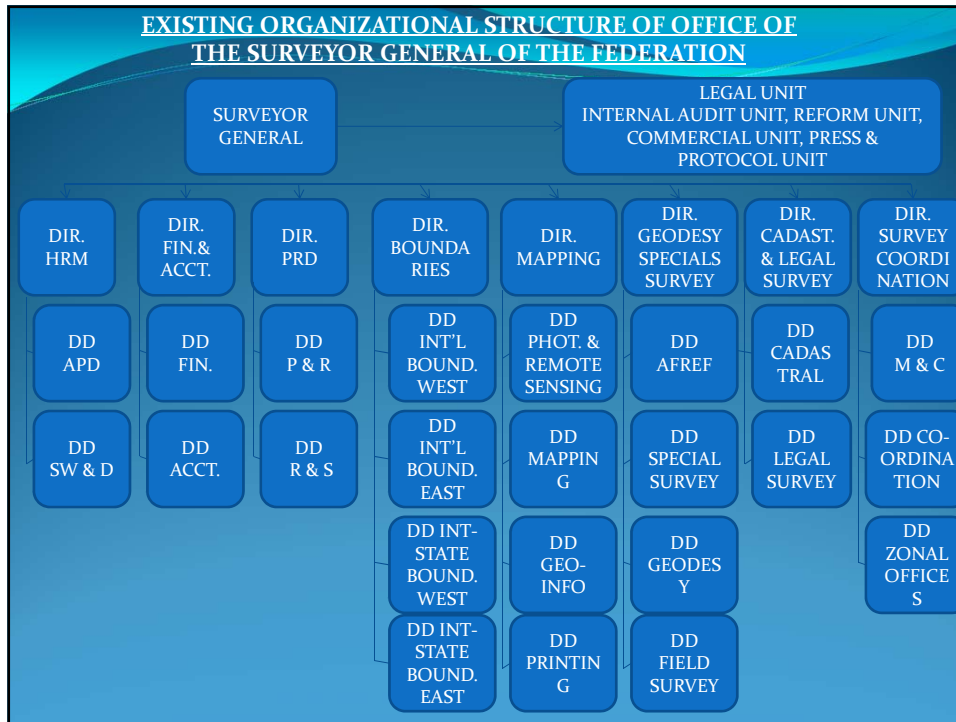 EXISTING ORGANIZATIONAL STRUCTURE OF OFFICE OF
THE SURVEYOR GENERAL OF THE FEDERATION
SURVEYOR
GENERAL
LEGAL UNIT
INTERNAL AUDIT UNIT, REFORM UNIT,
COMMERCIAL UNIT, PRESS &
PROTOCOL UNIT
DIR.
HRM
DIR.
FIN.&
ACCT.
DIR.
PRD
DIR.
BOUNDA
RIES
DIR.
MAPPING
DIR.
GEODESY
SPECIALS
SURVEY
DIR.
CADAST.
& LEGAL
SURVEY
DIR.
SURVEY
COORDI
NATION
DD
APD
DD
FIN.
DD
P & R
DD
INT'L
BOUND.
WEST
DD
PHOT. &
REMOTE
SENSING
DD
AFREF
DD
CADAS
TRAL
DD
M & C
DD
SW & D
DD
ACCT.
DD
R & S
DD
INT'L
BOUND.
EAST
DD
MAPPIN
G
DD
SPECIAL
SURVEY
DD
LEGAL
SURVEY
DD CO-
ORDINA
TION
DD INT-
STATE
BOUND.
WEST
DD
GEO-
INFO
DD
GEODES
Y
DD
ZONAL
OFFICE
S
DD INT-
STATE
BOUND.
EAST
DD
PRINTIN
G
DD
FIELD
SURVEY